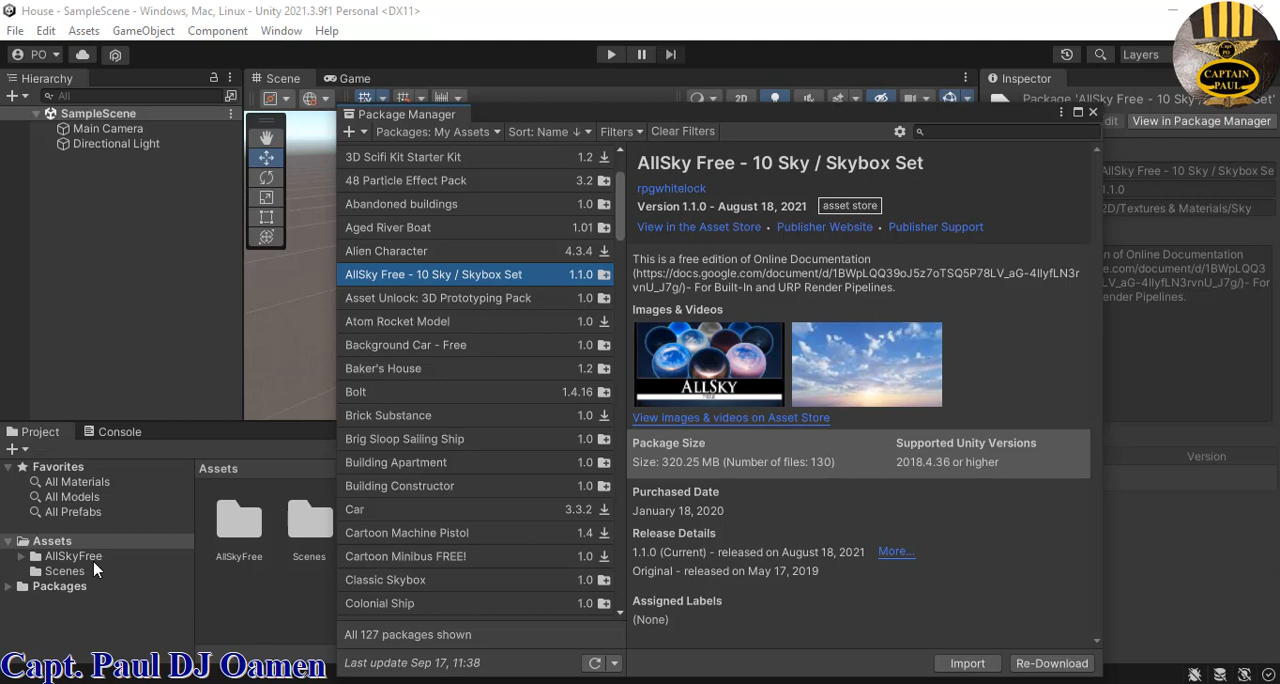 House - SampleScene - Windows, Mac, Linux - Unity 2021.3.9f1 Personal <DX11>
File Edit Assets GameObject Component Window Help
PO Layers
Hierarchy
All
SampleScene
Main Camera
Directional Light
Scene Game
2D
Inspector
CAPTAIN PAUL
View in Package Manager
Package Manager
Packages: My Assets Sort: Name ↓ Filters Clear Filters
3D Scifi Kit Starter Kit 1.2
48 Particle Effect Pack 3.2
Abandoned buildings 1.0
Aged River Boat 1.01
Alien Character 4.3.4
AllSky Free - 10 Sky / Skybox Set 1.1.0
Asset Unlock: 3D Prototyping Pack 1.0
Atom Rocket Model 1.0
Background Car - Free 1.0
Baker's House 1.2
Bolt 1.4.16
Brick Substance 1.0
Brig Sloop Sailing Ship 1.0
Building Apartment 1.0
Building Constructor 1.0
Car 3.3.2
Cartoon Machine Pistol 1.4
Cartoon Minibus FREE! 1.0
Classic Skybox 1.0
Colonial Ship 1.0
All 127 packages shown
Last update Sep 17, 11:38
AllSky Free - 10 Sky / Skybox Set
rpgwhitelock
Version 1.1.0 - August 18, 2021 asset store
View in the Asset Store • Publisher Website • Publisher Support
This is a free edition of Online Documentation
(https://docs.google.com/document/d/1BWpLQQ39oJ5z7oTSQ5P78LV_aG-4IlyfLN3r
rvnU_J7g/)- For Built-In and URP Render Pipelines.
Images & Videos
ALLSKY
View images & videos on Asset Store
Package Size Supported Unity Versions
Size: 320.25 MB (Number of files: 130) 2018.4.36 or higher
Purchased Date
January 18, 2020
Release Details
1.1.0 (Current) - released on August 18, 2021 More...
Original - released on May 17, 2019
Assigned Labels
(None)
Import Re-Download
Version
Project Console
Favorites
All Materials
All Models
All Prefabs
Assets
AllSkyFree
Scenes
Packages
Assets
AllSkyFree Scenes
Capt. Paul DJ Oamen